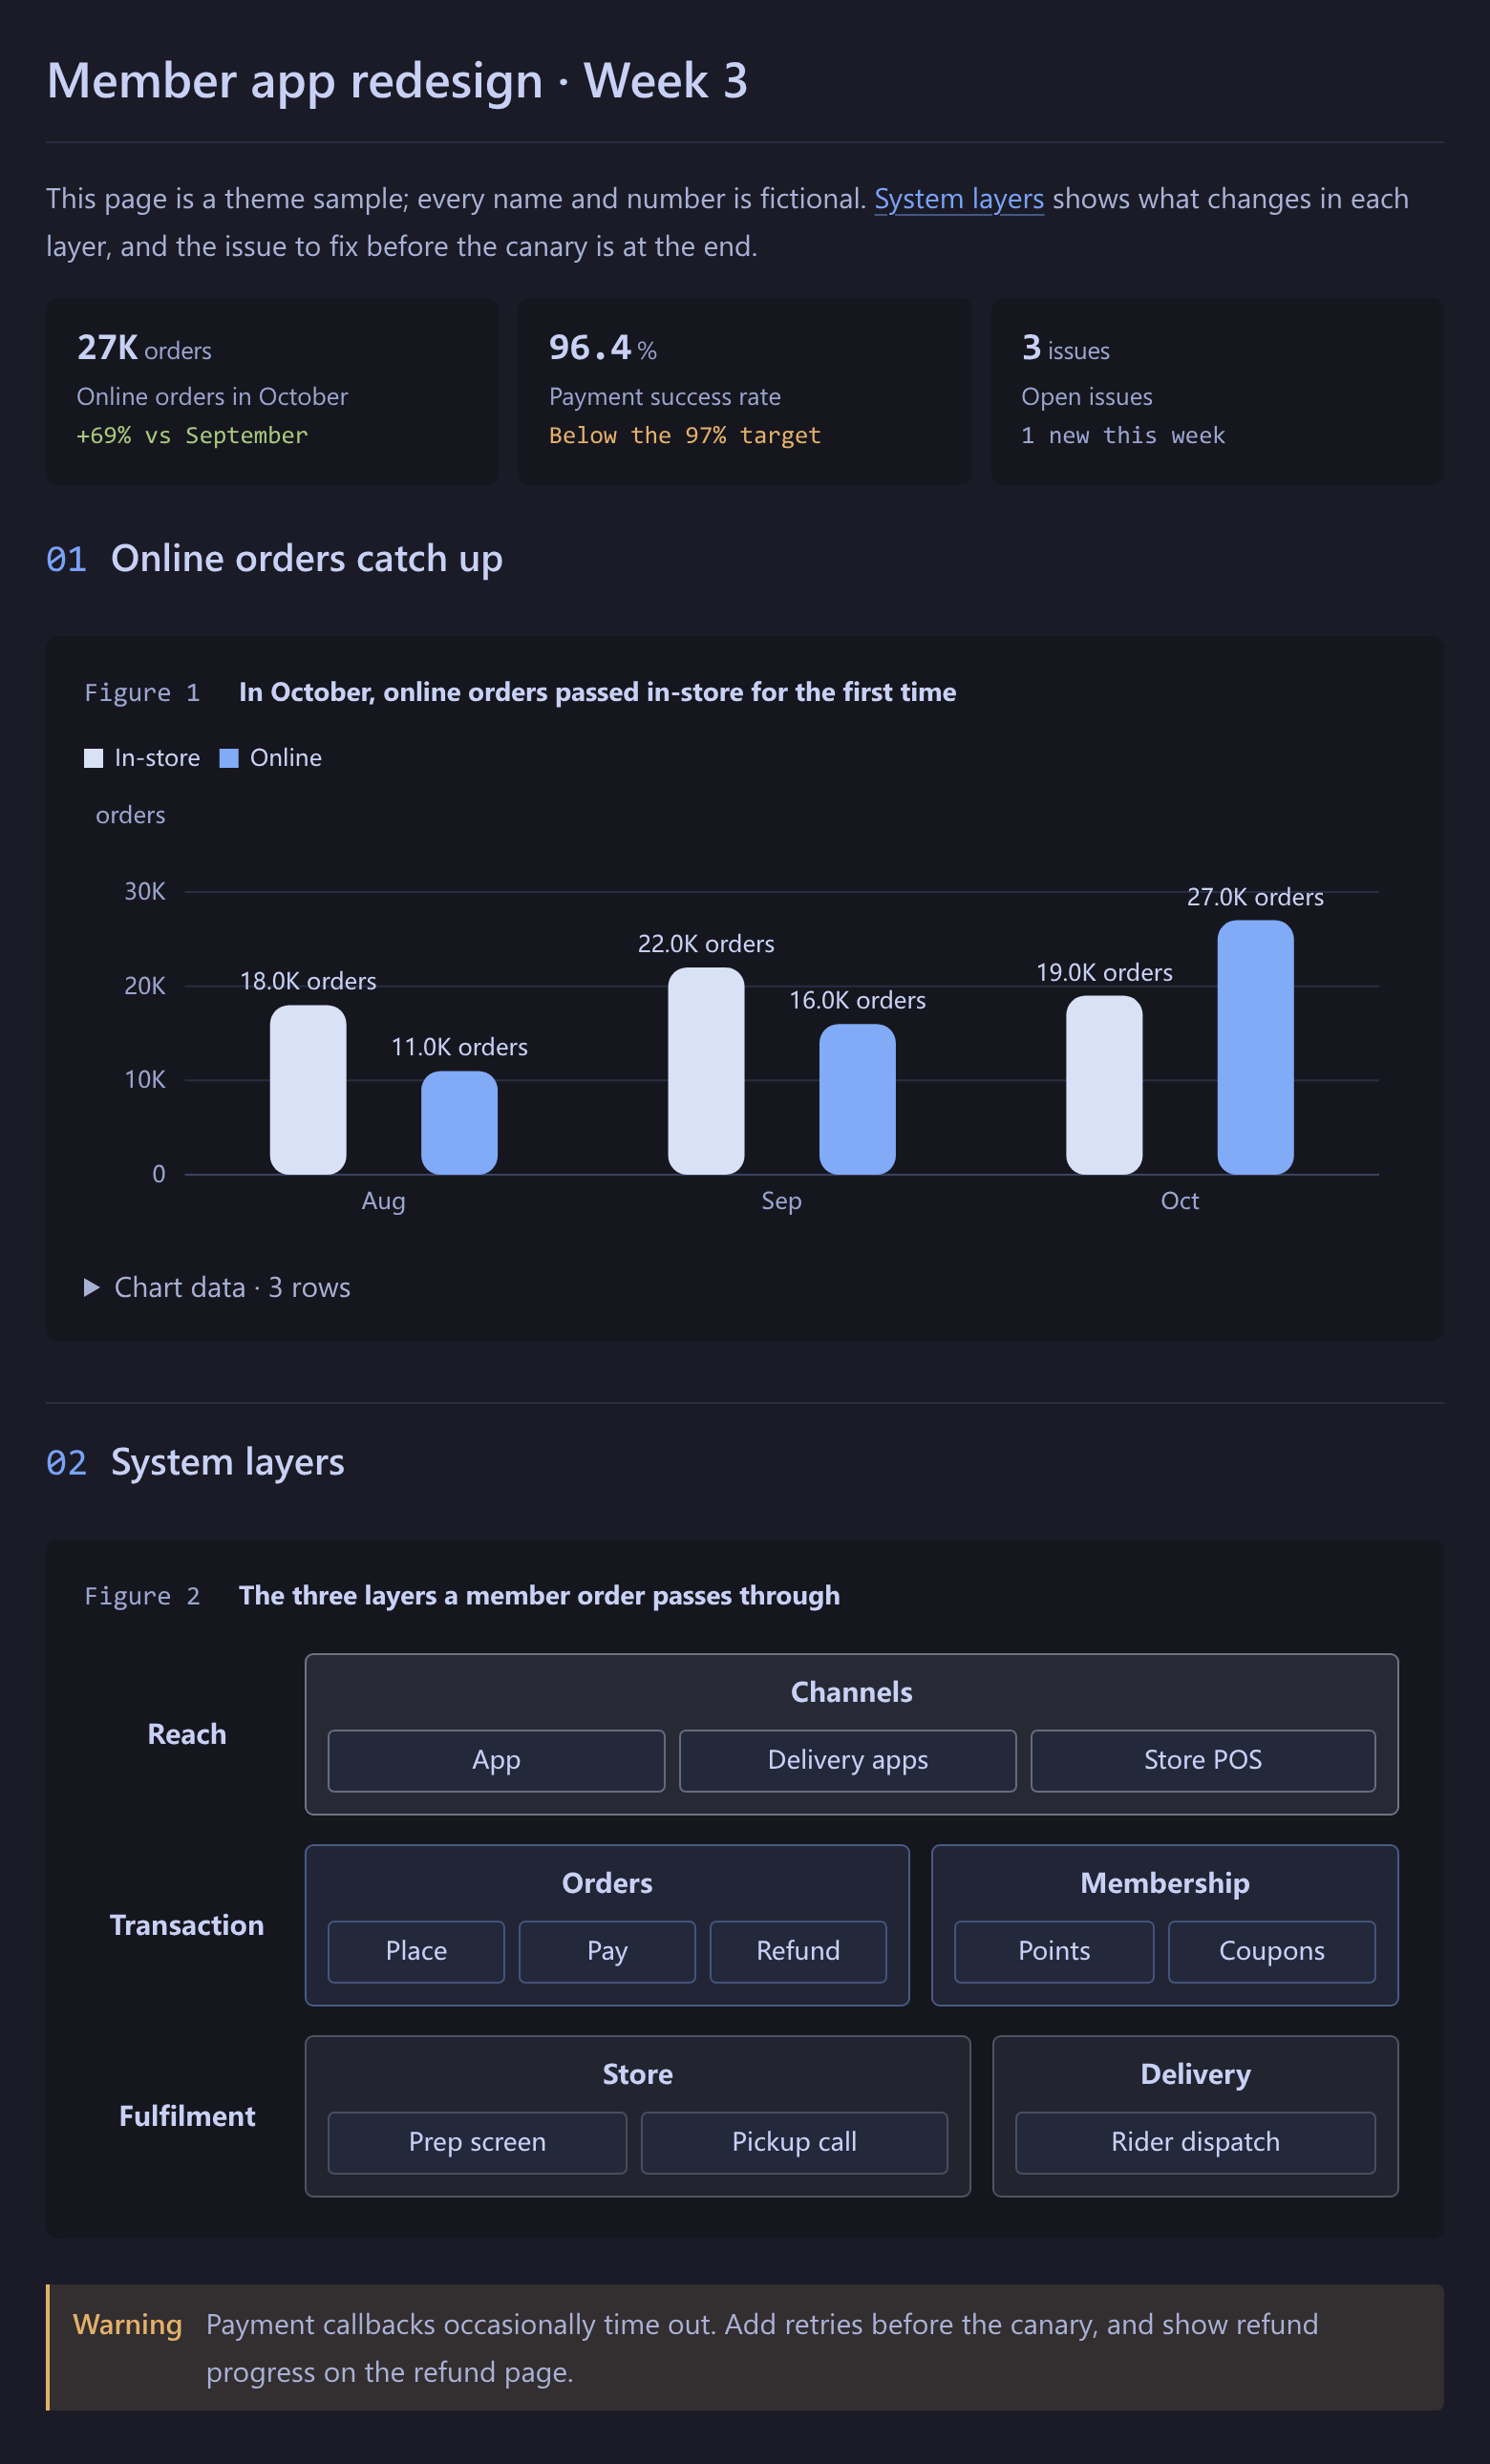 Member app redesign · Week 3
This page is a theme sample; every name and number is fictional. System layers shows what changes in each
layer, and the issue to fix before the canary is at the end.
27K orders
Online orders in October
+69% vs September
96.4 %
Payment success rate
Below the 97% target
3 issues
Open issues
1 new this week
01 Online orders catch up
Figure 1 In October, online orders passed in-store for the first time
In-store Online
orders
30K
20K
10K
0
18.0K orders
11.0K orders
22.0K orders
16.0K orders
19.0K orders
27.0K orders
Aug Sep Oct
Chart data · 3 rows
02 System layers
Figure 2 The three layers a member order passes through
Reach
Channels
App Delivery apps Store POS
Transaction
Orders
Place Pay Refund
Membership
Points Coupons
Fulfilment
Store
Prep screen Pickup call
Delivery
Rider dispatch
Warning Payment callbacks occasionally time out. Add retries before the canary, and show refund
progress on the refund page.